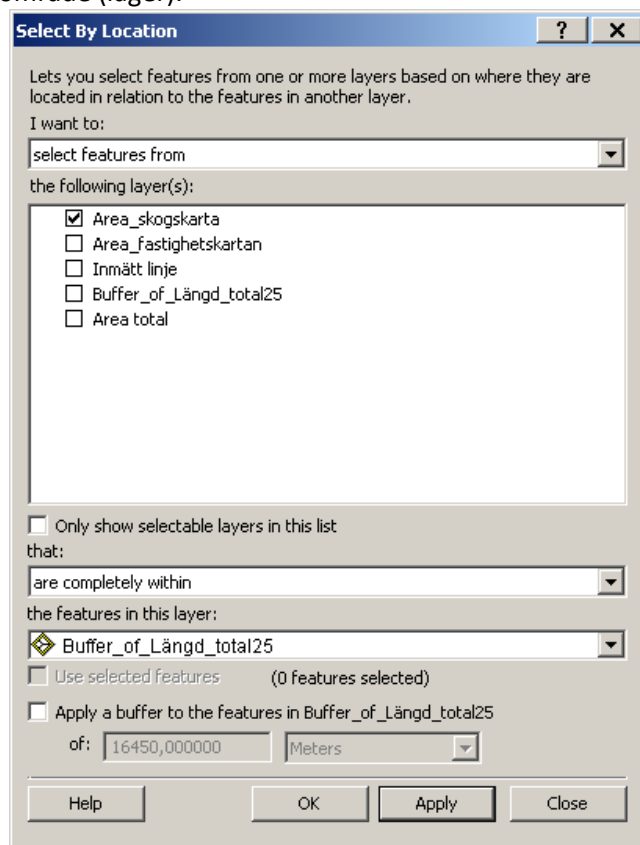 område (lager).
Select By Location
Lets you select features from one or more layers based on where they are
located in relation to the features in another layer.
I want to:
select features from
the following layer(s):
Area_skogskarta
Area_fastighetskartan
Inmätt linje
Buffer_of_Längd_total25
Area total
Only show selectable layers in this list
that:
are completely within
the features in this layer:
Buffer_of_Längd_total25
Use selected features (0 features selected)
Apply a buffer to the features in Buffer_of_Längd_total25
of: 16450,000000 Meters
Help OK Apply Close